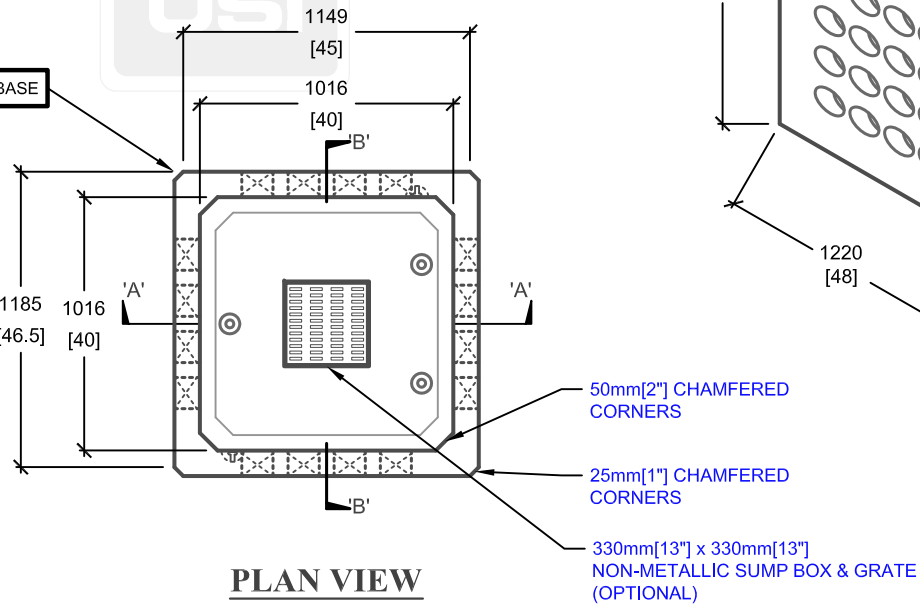 1149
[45]
1016
[40]
BASE
'B'
1220
[48]
'A'
'A'
1185
[46.5]
1016
[40]
50mm[2"] CHAMFERED
CORNERS
25mm[1"] CHAMFERED
CORNERS
'B'
330mm[13"] x 330mm[13"]
NON-METALLIC SUMP BOX & GRATE
(OPTIONAL)
PLAN VIEW